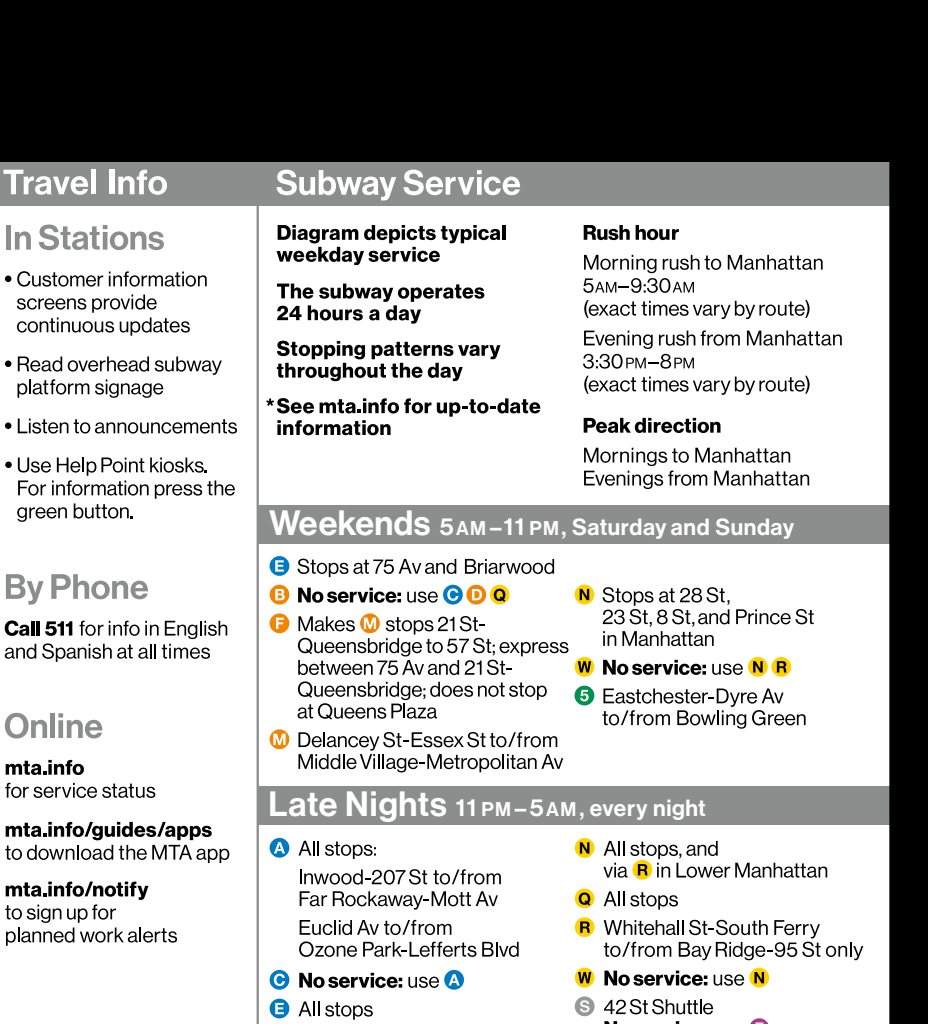 Travel Info
In Stations
• Customer information
screens provide
continuous updates
• Read overhead subway
platform signage
• Listen to announcements
• Use Help Point kiosks.
For information press the
green button.
By Phone
Call 511 for info in English
and Spanish at all times
Online
mta.info
for service status
mta.info/guides/apps
to download the MTA app
mta.info/notify
to sign up for
planned work alerts
Subway Service
Diagram depicts typical
weekday service
The subway operates
24 hours a day
Stopping patterns vary
throughout the day
*See mta.info for up-to-date
information
Rush hour
Morning rush to Manhattan
5AM–9:30AM
(exact times vary by route)
Evening rush from Manhattan
3:30PM–8PM
(exact times vary by route)
Peak direction
Mornings to Manhattan
Evenings from Manhattan
Weekends 5AM–11PM, Saturday and Sunday
E Stops at 75 Av and Briarwood
B No service: use C D Q
F Makes M stops 21 St-
Queensbridge to 57 St; express
between 75 Av and 21 St-
Queensbridge; does not stop
at Queens Plaza
M Delancey St-Essex St to/from
Middle Village-Metropolitan Av
N Stops at 28 St,
23 St, 8 St, and Prince St
in Manhattan
W No service: use N R
5 Eastchester-Dyre Av
to/from Bowling Green
Late Nights 11PM–5AM, every night
A All stops:
Inwood-207 St to/from
Far Rockaway-Mott Av
Euclid Av to/from
Ozone Park-Lefferts Blvd
C No service: use A
E All stops
N All stops, and
via R in Lower Manhattan
Q All stops
R Whitehall St-South Ferry
to/from Bay Ridge-95 St only
W No service: use N
S 42 St Shuttle